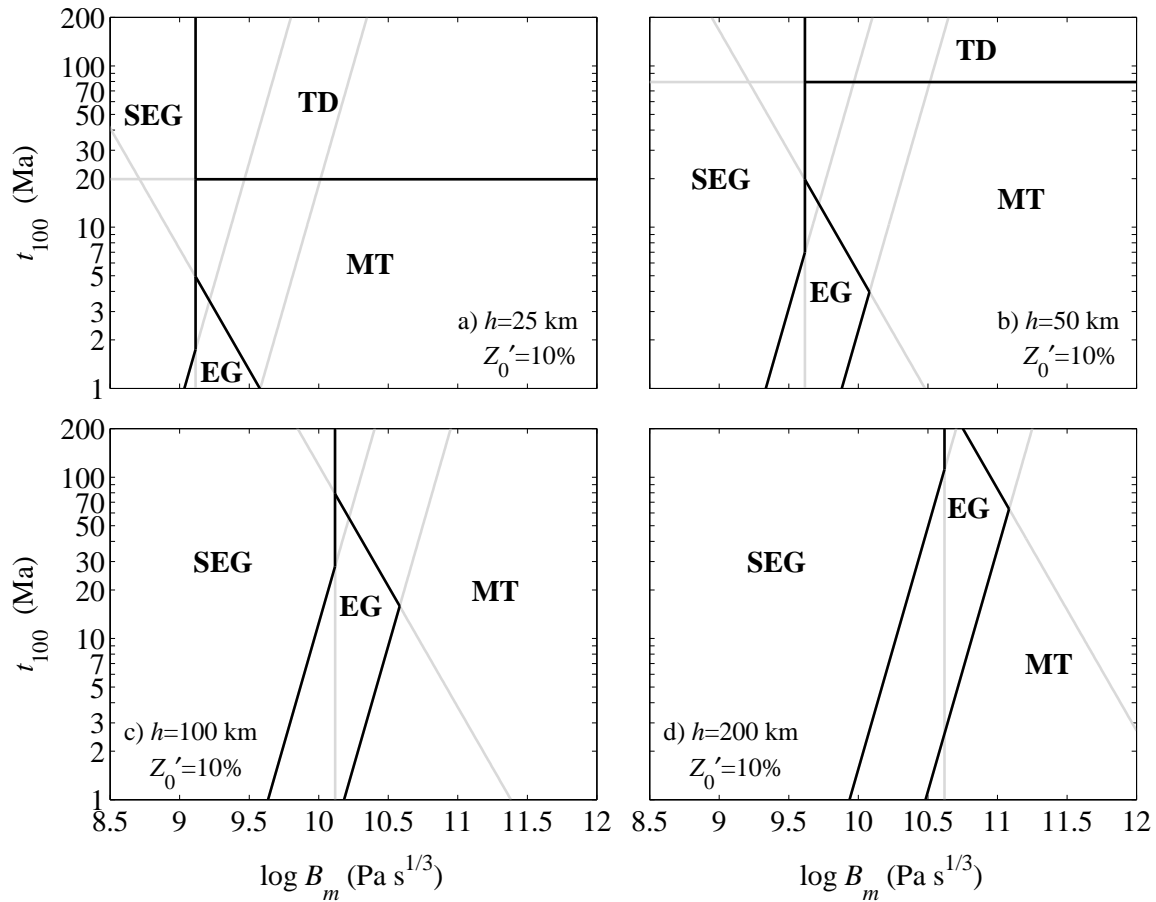 200
100
70
50
30
20
10
7
5
3
2
1
t₁₀₀ (Ma)
SEG
TD
MT
EG
a) h=25 km
Z₀′=10%
TD
SEG
MT
EG
b) h=50 km
Z₀′=10%
200
100
70
50
30
20
10
7
5
3
2
1
t₁₀₀ (Ma)
SEG
EG
MT
c) h=100 km
Z₀′=10%
8.5 9 9.5 10 10.5 11 11.5 12
log Bₘ (Pa s^1/3)
SEG
EG
MT
d) h=200 km
Z₀′=10%
8.5 9 9.5 10 10.5 11 11.5 12
log Bₘ (Pa s^1/3)